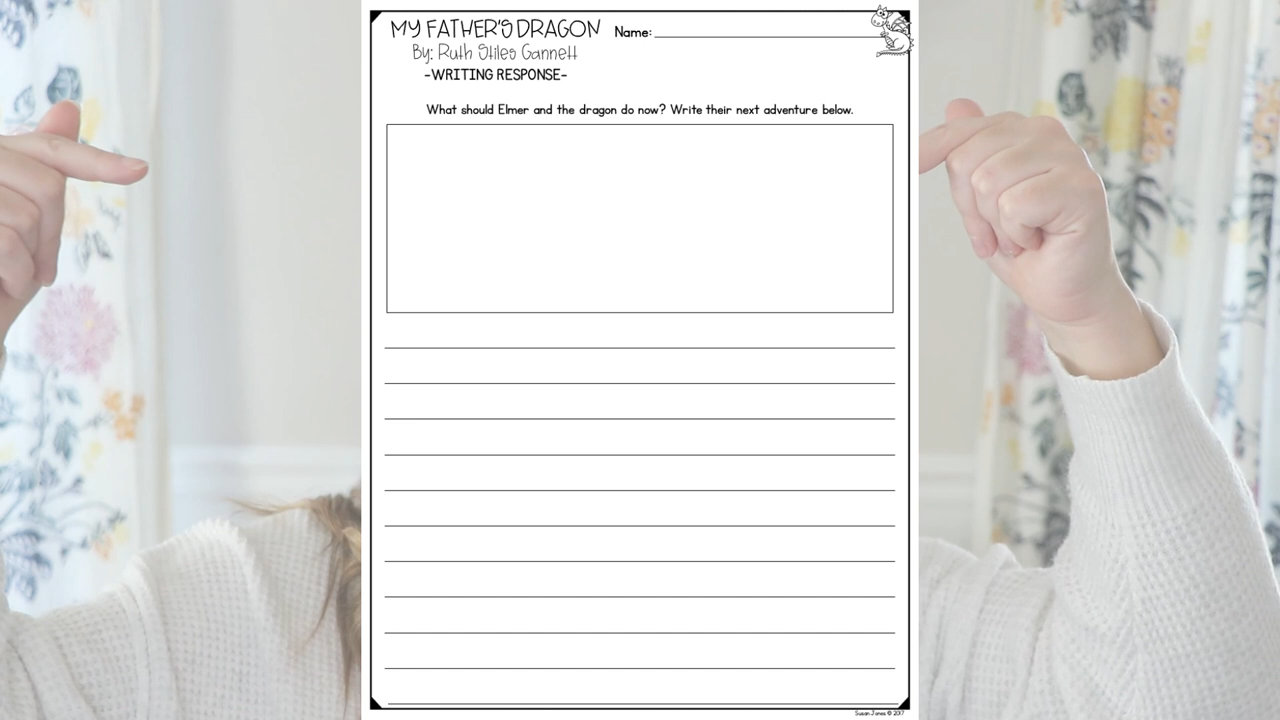 MY FATHER'S DRAGON Name:
By: Ruth Stiles Gannett
-WRITING RESPONSE-
What should Elmer and the dragon do now? Write their next adventure below.
Susan Jones © 2017